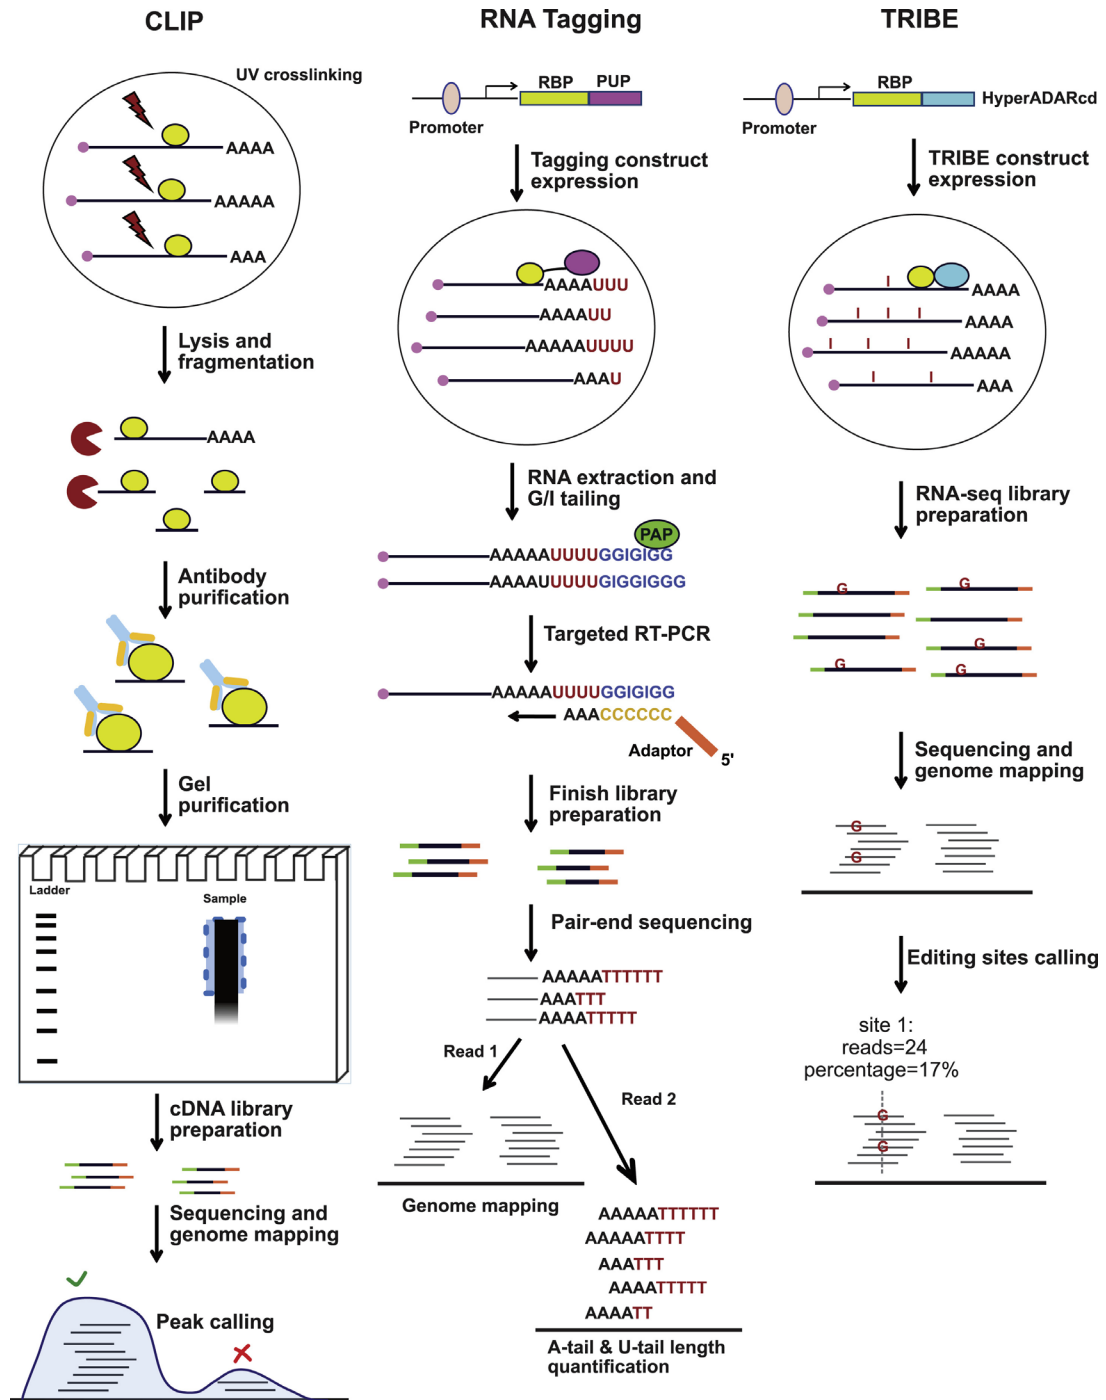 CLIP
UV crosslinking
AAAA
AAAAA
AAA
Lysis and
fragmentation
AAAA
Antibody
purification
Gel
purification
Ladder
Sample
cDNA library
preparation
Sequencing and
genome mapping
Peak calling
RNA Tagging
RBP PUP
Promoter
Tagging construct
expression
AAAAUUU
AAAAUU
AAAAAUUUU
AAAU
RNA extraction and
G/I tailing
PAP
AAAAAUUUUGGIGIGG
AAAAUUUUUGIGGIGGG
Targeted RT-PCR
AAAAAUUUUGGIGIGG
AAACCCCCC
Adaptor
5'
Finish library
preparation
Pair-end sequencing
AAAAATTTTTT
AAATTT
AAAATTTTT
Read 1
Read 2
Genome mapping
AAAAATTTTTT
AAAAATTTT
AAATTT
AAAATTTTT
AAAATT
A-tail & U-tail length
quantification
TRIBE
RBP
HyperADARcd
Promoter
TRIBE construct
expression
I
AAAA
I I I
AAAA
I I I
AAAAA
I I
AAA
RNA-seq library
preparation
G
G
G
G
G
Sequencing and
genome mapping
G
G
Editing sites calling
site 1:
reads=24
percentage=17%
G
G